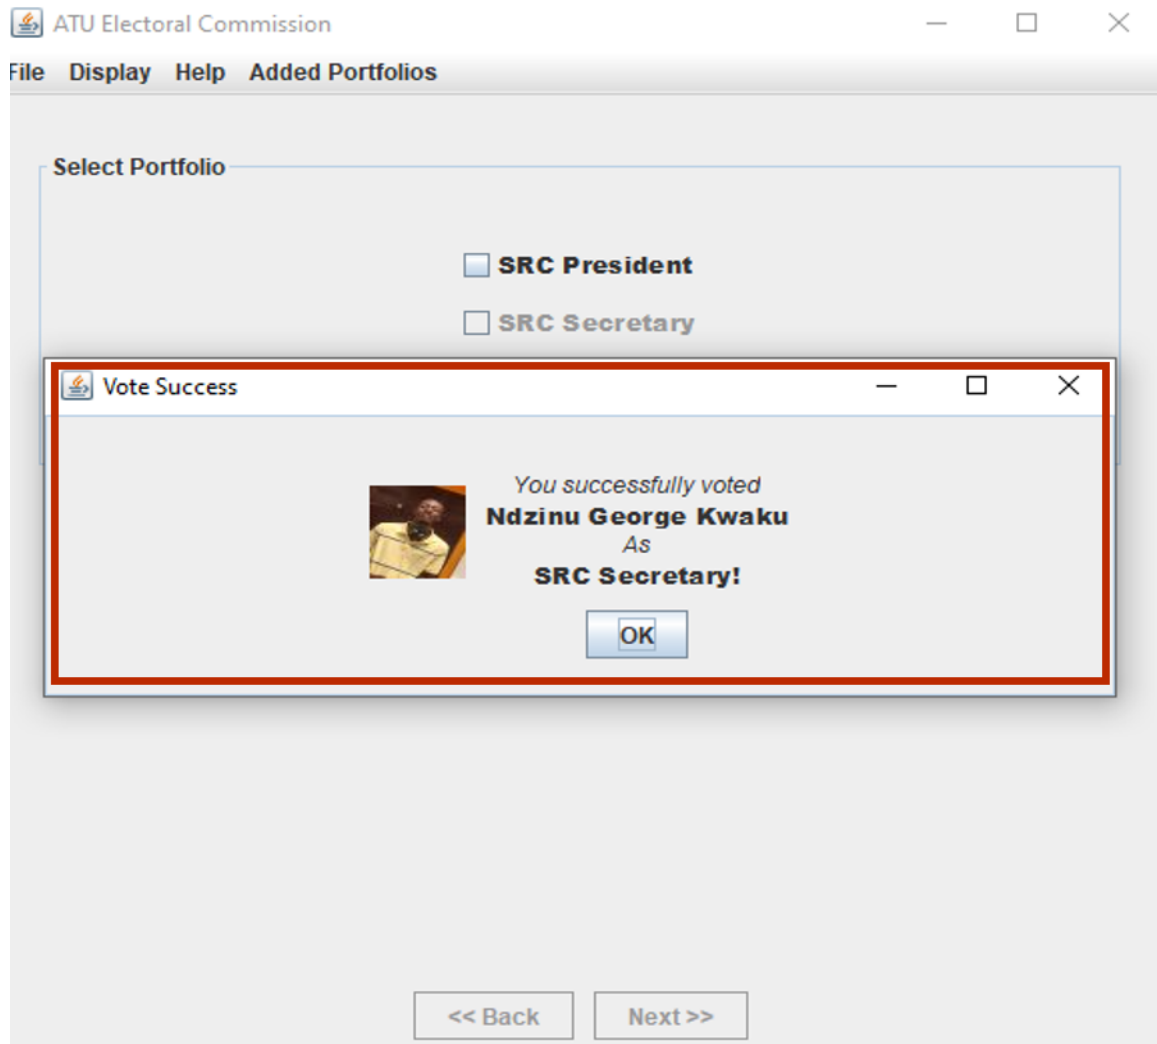 ATU Electoral Commission
File Display Help Added Portfolios
Select Portfolio
SRC President
SRC Secretary
Vote Success
You successfully voted
Ndzinu George Kwaku
As
SRC Secretary!
OK
<< Back Next >>